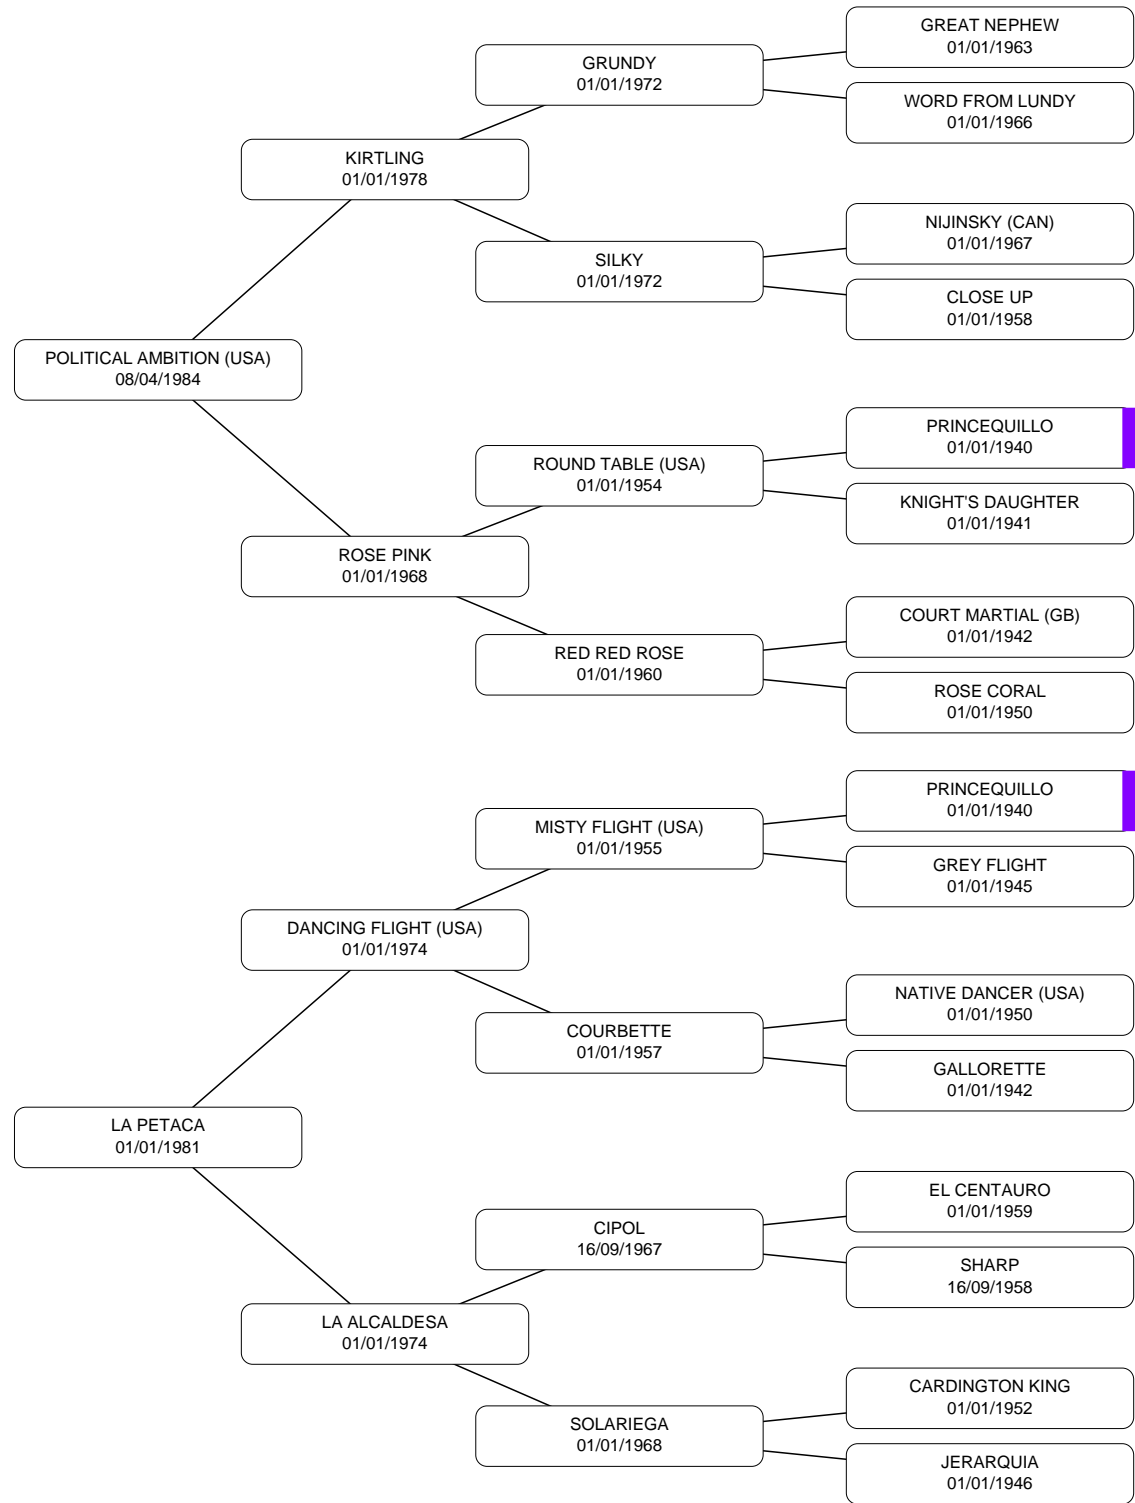 GREAT NEPHEW
01/01/1963
GRUNDY
01/01/1972
WORD FROM LUNDY
01/01/1966
KIRTLING
01/01/1978
NIJINSKY (CAN)
01/01/1967
SILKY
01/01/1972
CLOSE UP
01/01/1958
POLITICAL AMBITION (USA)
08/04/1984
PRINCEQUILLO
01/01/1940
ROUND TABLE (USA)
01/01/1954
KNIGHT'S DAUGHTER
01/01/1941
ROSE PINK
01/01/1968
COURT MARTIAL (GB)
01/01/1942
RED RED ROSE
01/01/1960
ROSE CORAL
01/01/1950
PRINCEQUILLO
01/01/1940
MISTY FLIGHT (USA)
01/01/1955
GREY FLIGHT
01/01/1945
DANCING FLIGHT (USA)
01/01/1974
NATIVE DANCER (USA)
01/01/1950
COURBETTE
01/01/1957
GALLORETTE
01/01/1942
LA PETACA
01/01/1981
EL CENTAURO
01/01/1959
CIPOL
16/09/1967
SHARP
16/09/1958
LA ALCALDESA
01/01/1974
CARDINGTON KING
01/01/1952
SOLARIEGA
01/01/1968
JERARQUIA
01/01/1946